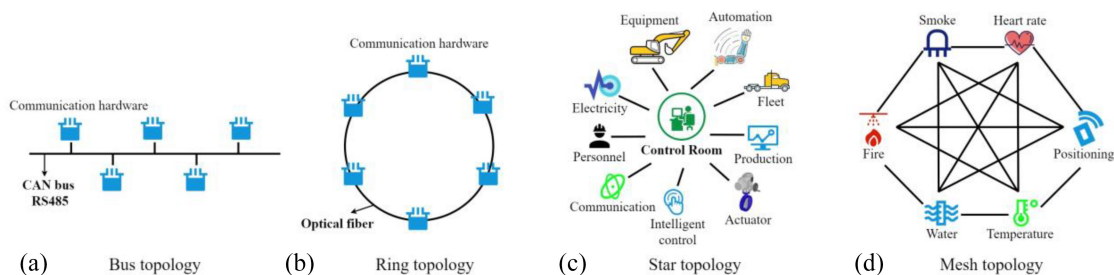 Communication hardware
CAN bus
RS485
(a)
Bus topology
Communication hardware
Optical fiber
(b)
Ring topology
Equipment
Automation
Electricity
Fleet
Personnel
Control Room
Production
Communication
Intelligent
control
Actuator
(c)
Star topology
Smoke
Heart rate
Fire
Positioning
Water
Temperature
(d)
Mesh topology